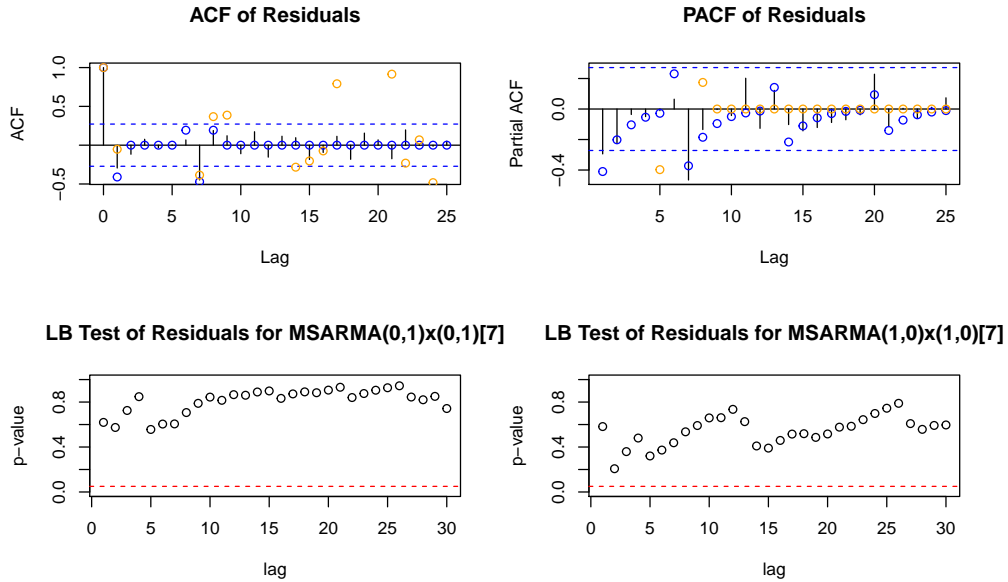 ACF of Residuals
ACF
1.0
0.5
−0.5
0 5 10 15 20 25
Lag
PACF of Residuals
Partial ACF
0.0
−0.4
5 10 15 20 25
Lag
LB Test of Residuals for MSARMA(0,1)x(0,1)[7]
p−value
0.8
0.4
0.0
0 5 10 15 20 25 30
lag
LB Test of Residuals for MSARMA(1,0)x(1,0)[7]
p−value
0.8
0.4
0.0
0 5 10 15 20 25 30
lag